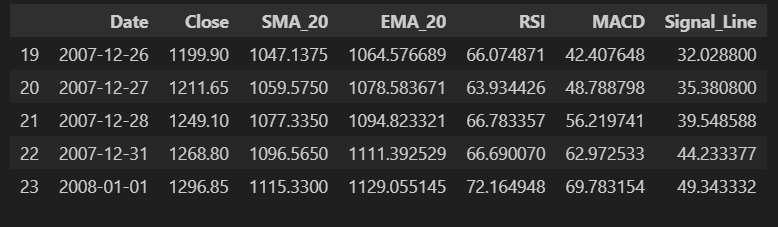 Date Close SMA_20 EMA_20 RSI MACD Signal_Line
19 2007-12-26 1199.90 1047.1375 1064.576689 66.074871 42.407648 32.028800
20 2007-12-27 1211.65 1059.5750 1078.583671 63.934426 48.788798 35.380800
21 2007-12-28 1249.10 1077.3350 1094.823321 66.783357 56.219741 39.548588
22 2007-12-31 1268.80 1096.5650 1111.392529 66.690070 62.972533 44.233377
23 2008-01-01 1296.85 1115.3300 1129.055145 72.164948 69.783154 49.343332